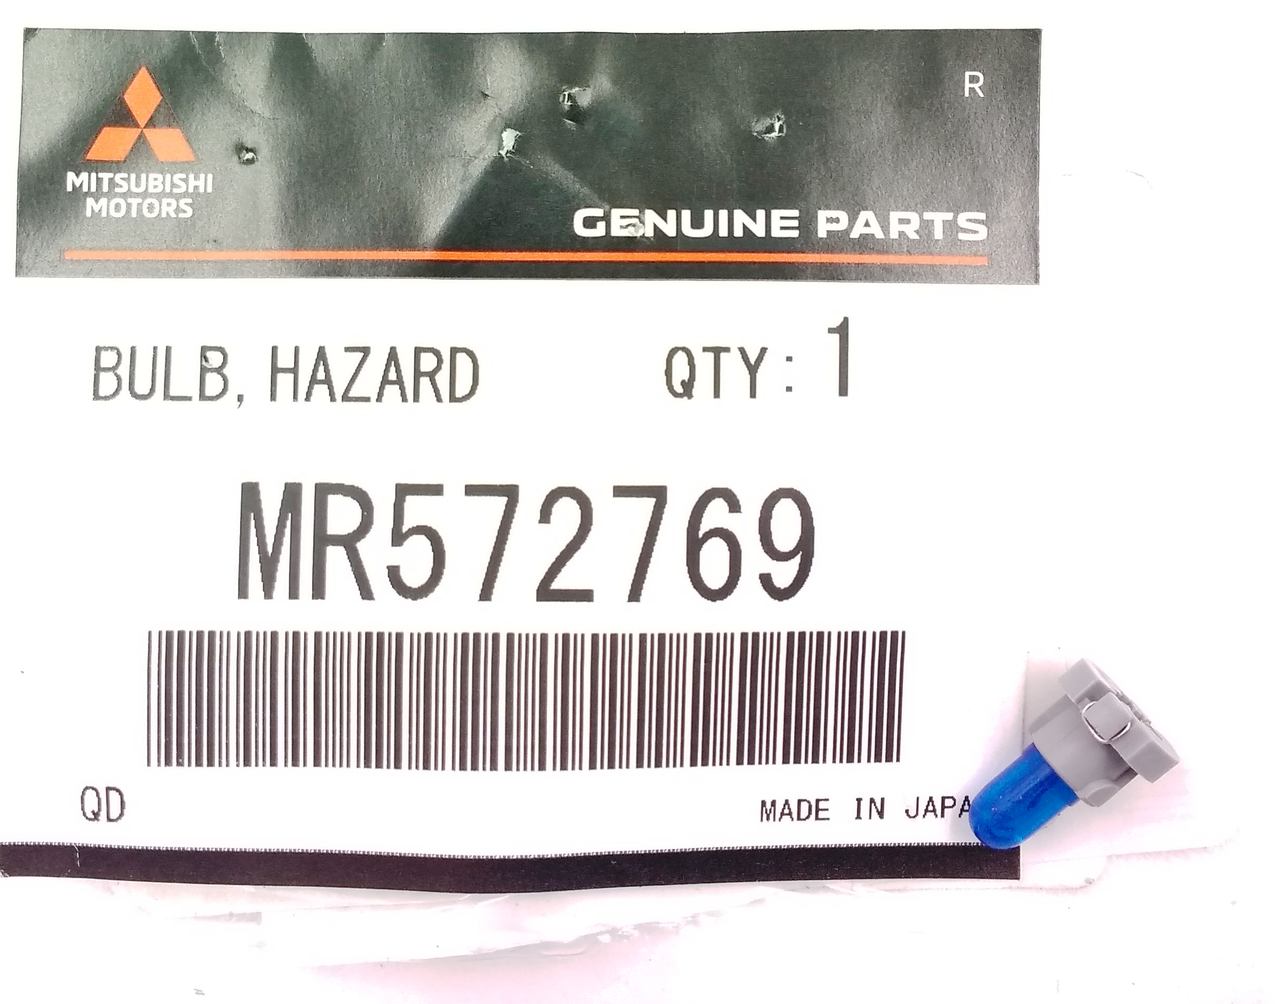 R
MITSUBISHI
MOTORS
GENUINE PARTS
BULB, HAZARD QTY: 1
MR572769
QD MADE IN JAPA